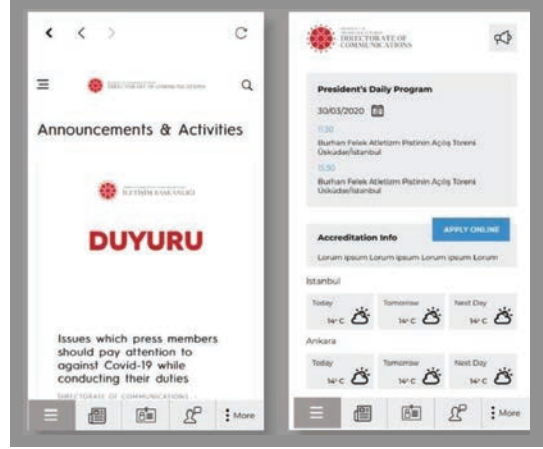 Announcements & Activities
İLETİŞİM BAŞKANLIĞI
DUYURU
Issues which press members
should pay attention to
against Covid-19 while
conducting their duties
DIRECTORATE OF COMMUNICATIONS -
More
DIRECTORATE OF
COMMUNICATIONS
President's Daily Program
30/03/2020
11:30
Burhan Felek Atletizm Pistinin Açılış Töreni
Üsküdar/İstanbul
15:30
Burhan Felek Atletizm Pistinin Açılış Töreni
Üsküdar/İstanbul
Accreditation Info
APPLY ONLINE
Lorum ipsum Lorum ipsum Lorum ipsum Lorum
İstanbul
Today Tomorrow Next Day
14° C 14° C 14° C
Ankara
Today Tomorrow Next Day
14° C 14° C 14° C
More